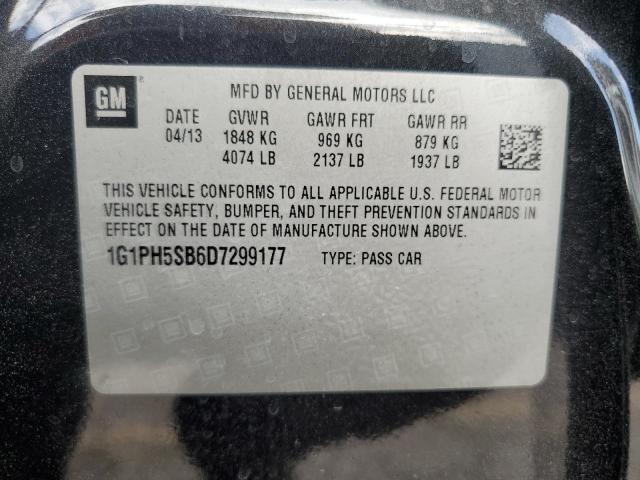 GM ®
MFD BY GENERAL MOTORS LLC
DATE GVWR GAWR FRT GAWR RR
04/13 1848 KG 969 KG 879 KG
4074 LB 2137 LB 1937 LB
THIS VEHICLE CONFORMS TO ALL APPLICABLE U.S. FEDERAL MOTOR
VEHICLE SAFETY, BUMPER, AND THEFT PREVENTION STANDARDS IN
EFFECT ON THE DATE OF MANUFACTURE SHOWN ABOVE.
1G1PH5SB6D7299177 TYPE: PASS CAR